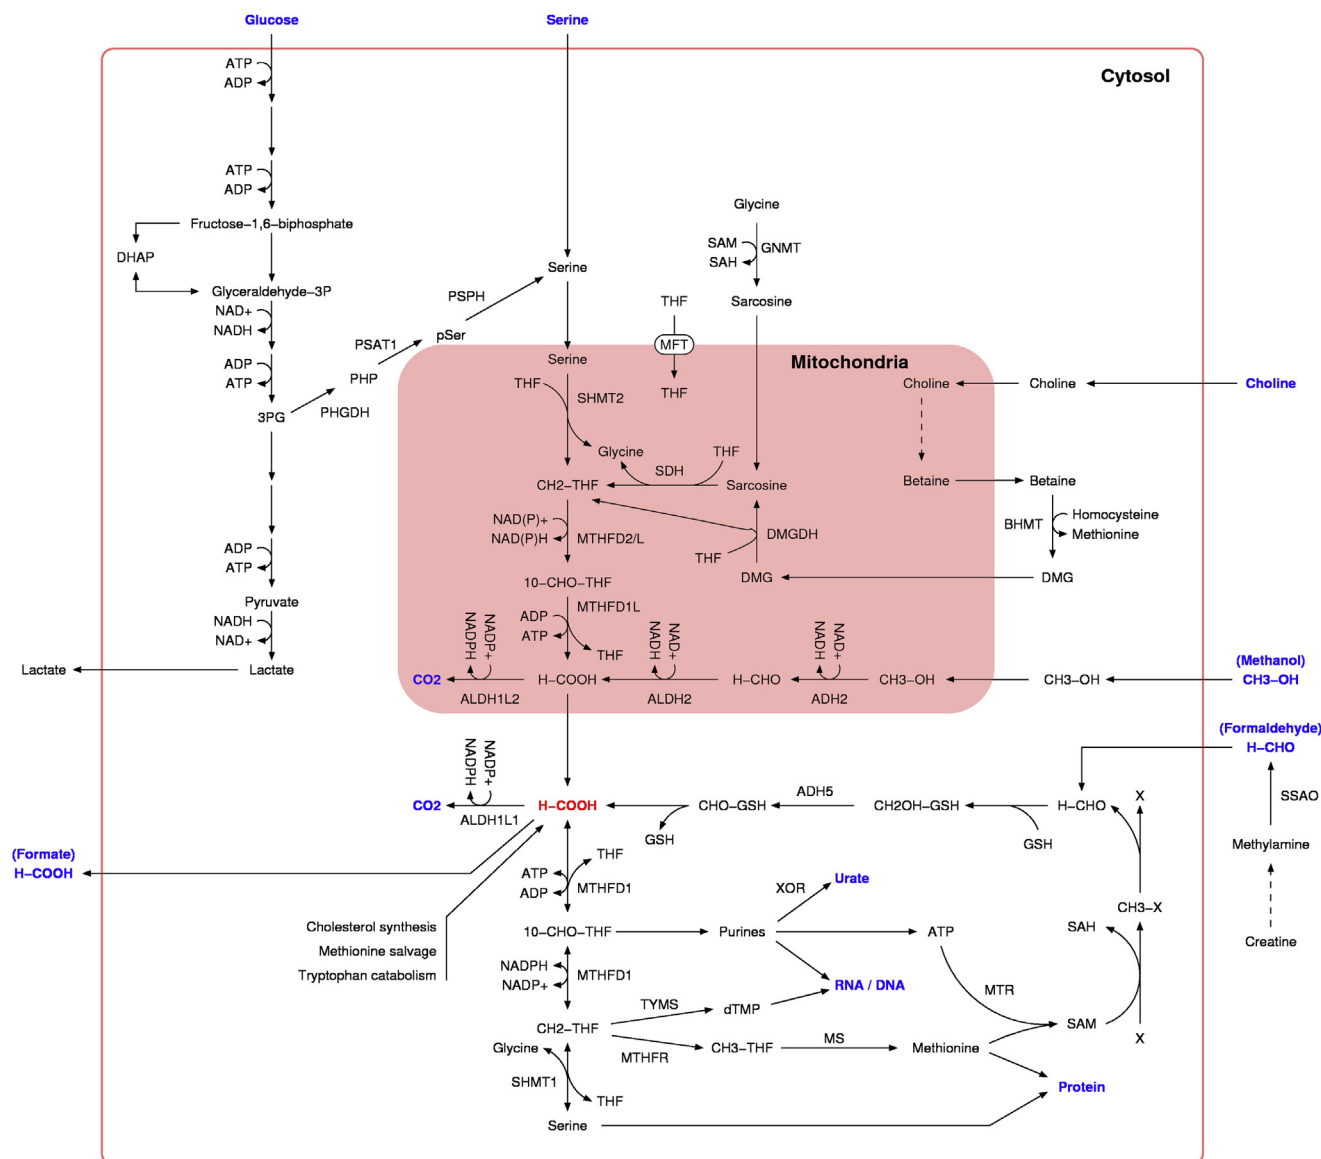 Glucose
Serine
Cytosol
ATP
ADP
ATP
ADP
Fructose–1,6–biphosphate
DHAP
Glyceraldehyde–3P
NAD+
NADH
ADP
ATP
3PG
PHGDH
PHP
PSAT1
pSer
PSPH
Serine
ADP
ATP
Pyruvate
NADH
NAD+
Lactate
Lactate
Glycine
SAM
SAH
GNMT
Sarcosine
THF
MFT
THF
Mitochondria
Serine
THF
SHMT2
Glycine
SDH
THF
CH2–THF
Sarcosine
Choline
Choline
Choline
Betaine
Betaine
BHMT
Homocysteine
Methionine
DMG
DMG
DMGDH
THF
NAD(P)+
NAD(P)H
MTHFD2/L
10–CHO–THF
MTHFD1L
ADP
ATP
THF
CO2
NADPH
NADP+
ALDH1L2
H–COOH
NADH
NAD+
ALDH2
H–CHO
NADH
NAD+
ADH2
CH3–OH
CH3–OH
(Methanol)
CH3–OH
(Formaldehyde)
H–CHO
SSAO
Methylamine
Creatine
CO2
NADPH
NADP+
ALDH1L1
H–COOH
GSH
CHO–GSH
ADH5
CH2OH–GSH
GSH
H–CHO
X
CH3–X
SAH
X
(Formate)
H–COOH
ATP
ADP
THF
MTHFD1
Cholesterol synthesis
Methionine salvage
Tryptophan catabolism
10–CHO–THF
Purines
XOR
Urate
ATP
RNA / DNA
MTR
SAM
NADPH
NADP+
MTHFD1
CH2–THF
TYMS
dTMP
MTHFR
CH3–THF
MS
Methionine
Protein
Glycine
SHMT1
THF
Serine